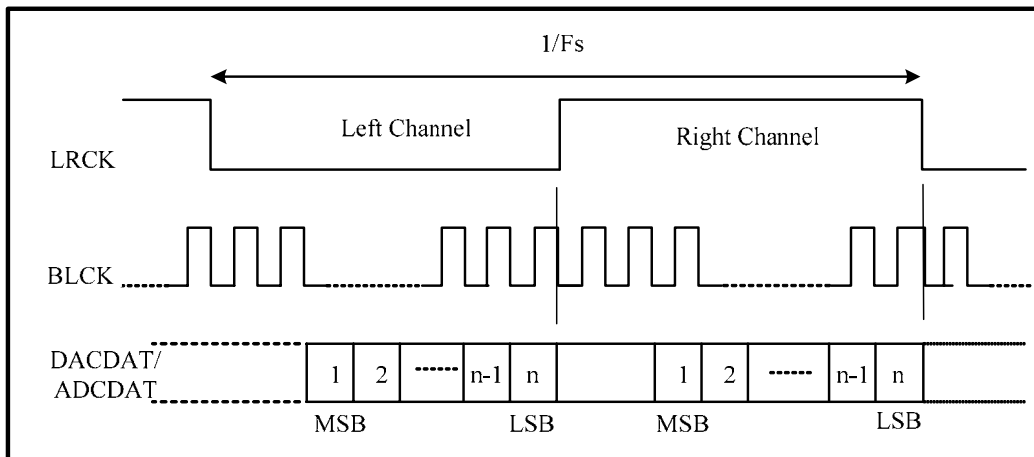 1/Fs
Left Channel
Right Channel
LRCK
BLCK
DACDAT/
ADCDAT
1 2 n-1 n 1 2 n-1 n
MSB LSB MSB LSB